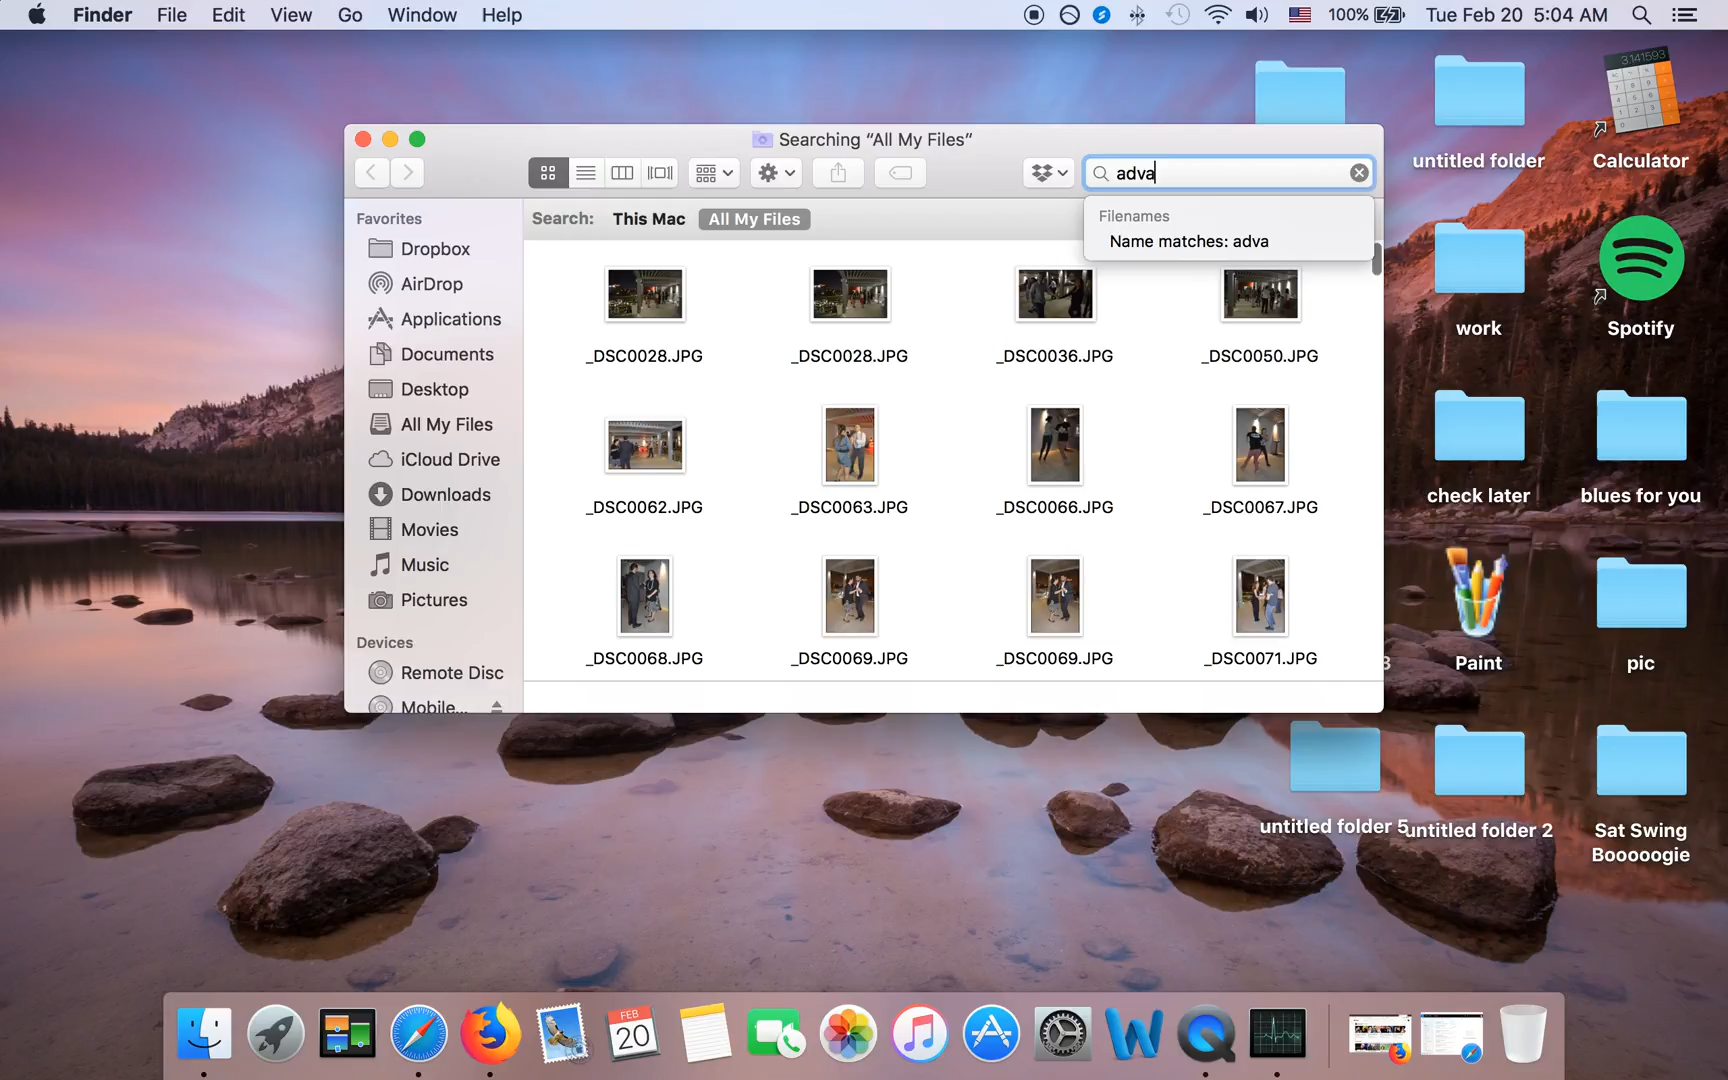 Finder File Edit View Go Window Help
100% Tue Feb 20 5:04 AM
Searching “All My Files”
adva
Search: This Mac All My Files
Filenames
Name matches: adva
Favorites
Dropbox
AirDrop
Applications
Documents
Desktop
All My Files
iCloud Drive
Downloads
Movies
Music
Pictures
Devices
Remote Disc
Mobile...
_DSC0028.JPG _DSC0028.JPG _DSC0036.JPG _DSC0050.JPG
_DSC0062.JPG _DSC0063.JPG _DSC0066.JPG _DSC0067.JPG
_DSC0068.JPG _DSC0069.JPG _DSC0069.JPG _DSC0071.JPG
3.141593
untitled folder Calculator
work Spotify
check later blues for you
3 Paint pic
untitled folder 5 untitled folder 2 Sat Swing
Booooogie
FEB
20